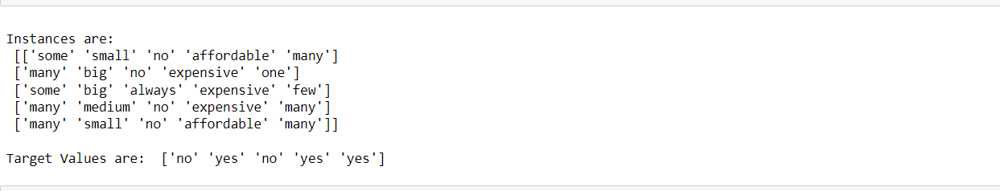 Instances are:
[['some' 'small' 'no' 'affordable' 'many']
['many' 'big' 'no' 'expensive' 'one']
['some' 'big' 'always' 'expensive' 'few']
['many' 'medium' 'no' 'expensive' 'many']
['many' 'small' 'no' 'affordable' 'many']]
Target Values are:  ['no' 'yes' 'no' 'yes' 'yes']